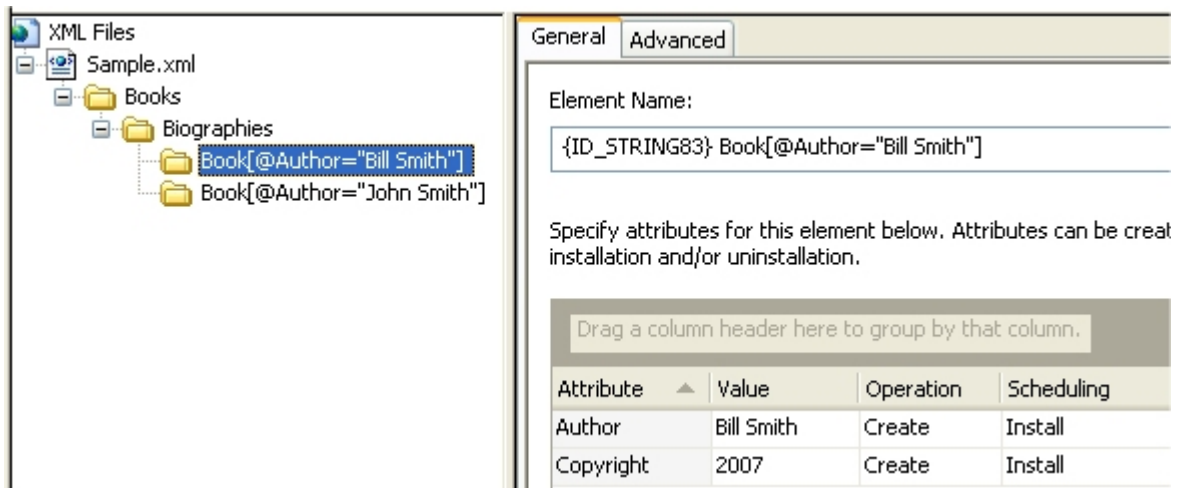 XML Files
Sample.xml
Books
Biographies
Book[@Author="Bill Smith"]
Book[@Author="John Smith"]
General Advanced
Element Name:
{ID_STRING83} Book[@Author="Bill Smith"]
Specify attributes for this element below. Attributes can be creat
installation and/or uninstallation.
Drag a column header here to group by that column.
Attribute Value Operation Scheduling
Author Bill Smith Create Install
Copyright 2007 Create Install